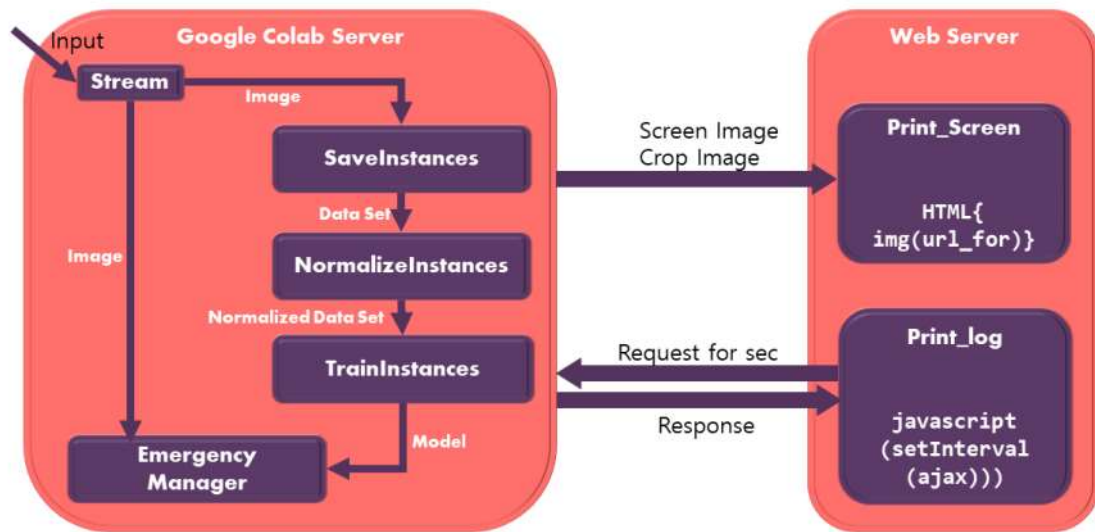 Google Colab Server
Input
Stream
Image
SaveInstances
Data Set
Image
NormalizeInstances
Normalized Data Set
TrainInstances
Model
Emergency
Manager
Screen Image
Crop Image
Request for sec
Response
Web Server
Print_Screen
HTML{
img(url_for)}
Print_log
javascript
(setInterval
(ajax)))